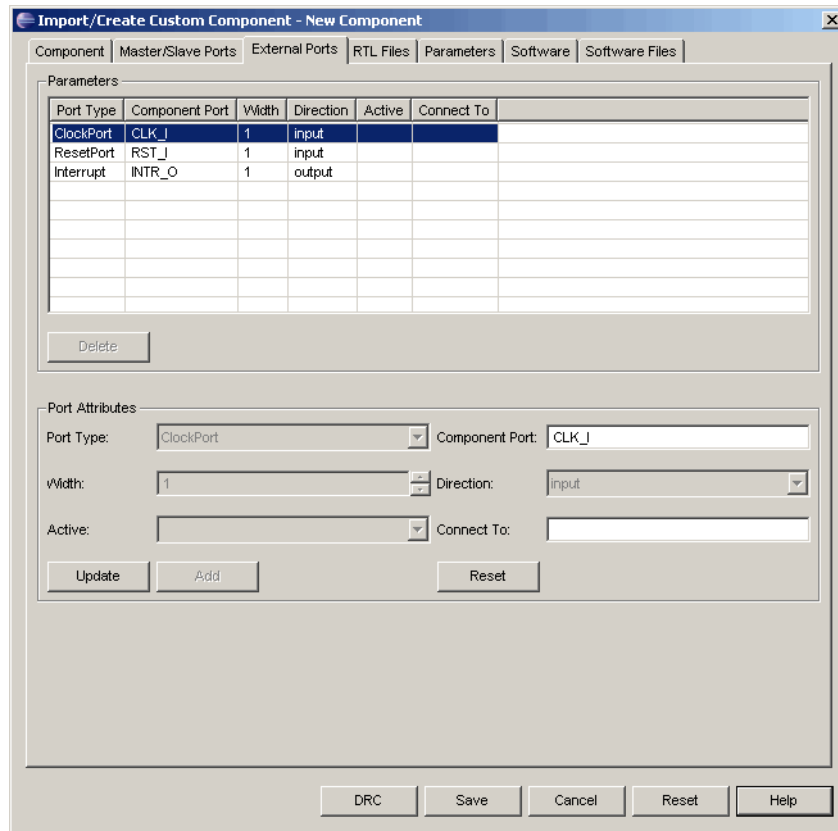 Import/Create Custom Component - New Component
Component Master/Slave Ports External Ports RTL Files Parameters Software Software Files
Parameters
Port Type Component Port Width Direction Active Connect To
ClockPort CLK_I 1 input
ResetPort RST_I 1 input
Interrupt INTR_O 1 output
Delete
Port Attributes
Port Type: ClockPort Component Port: CLK_I
Width: 1 Direction: input
Active: Connect To:
Update Add Reset
DRC Save Cancel Reset Help